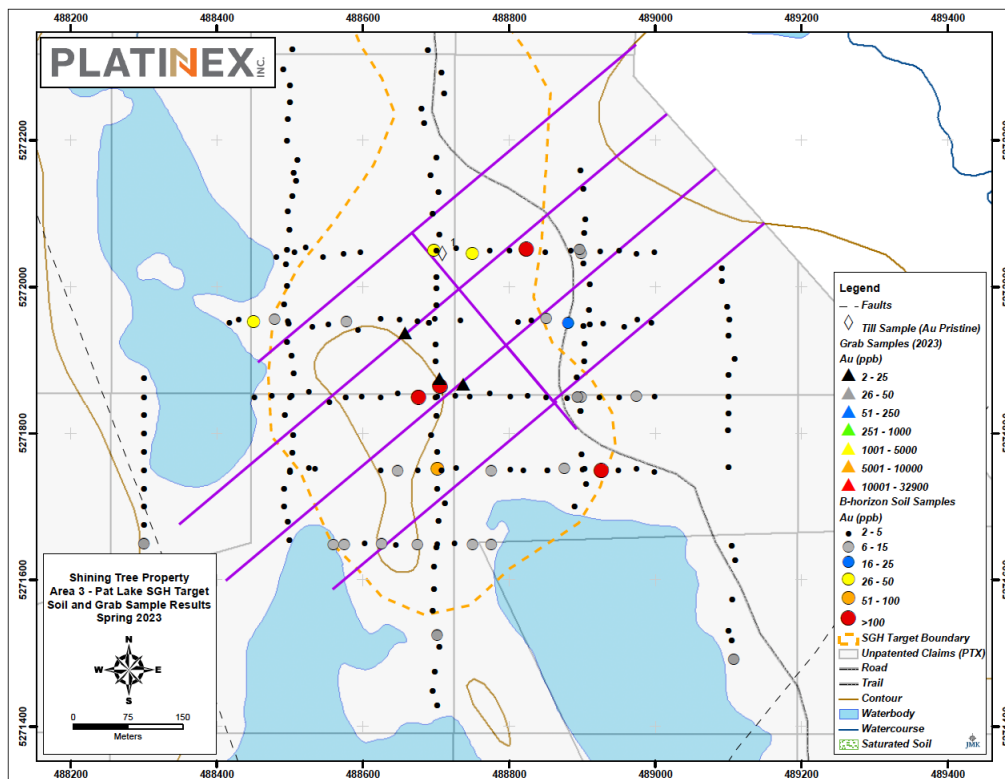 488200 488400 488600 488800 489000 489200 489400
PLATINEX INC.
5272200
5272000
5271800
5271600
5271400
1
Legend
Faults
Till Sample (Au Pristine)
Grab Samples (2023)
Au (ppb)
2 - 25
26 - 50
51 - 250
251 - 1000
1001 - 5000
5001 - 10000
10001 - 32900
B-horizon Soil Samples
Au (ppb)
2 - 5
6 - 15
16 - 25
26 - 50
51 - 100
>100
SGH Target Boundary
Unpatented Claims (PTX)
Road
Trail
Contour
Waterbody
Watercourse
Saturated Soil
JMK
Shining Tree Property
Area 3 - Pat Lake SGH Target
Soil and Grab Sample Results
Spring 2023
N
W E
S
0 75 150
Meters
488200 488400 488600 488800 489000 489200 489400